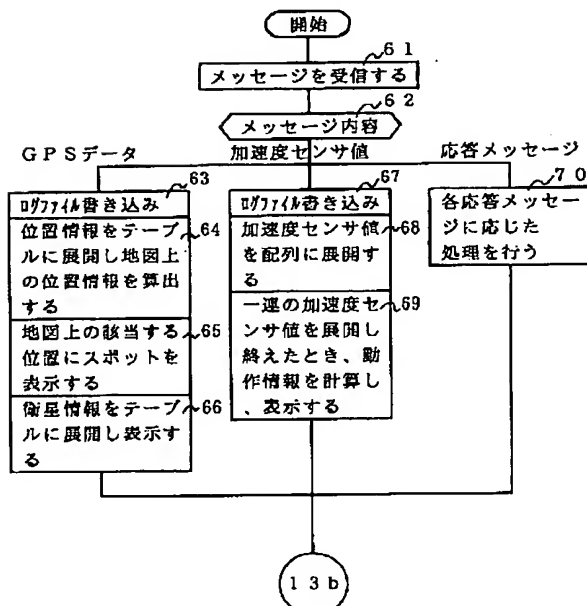 開始
61
メッセージを受信する
62
メッセージ内容
GPSデータ
加速度センサ値
応答メッセージ
63
ログファイル書き込み
位置情報をテーブ
ルに展開し地図上
の位置情報を算出
する
64
地図上の該当する
位置にスポットを
表示する
65
衛星情報をテーブ
ルに展開し表示す
る
66
67
ログファイル書き込み
加速度センサ値
を配列に展開す
る
68
一連の加速度セ
ンサ値を展開し
終えたとき、動
作情報を計算し
、表示する
69
70
各応答メッセー
ジに応じた
処理を行う
13b